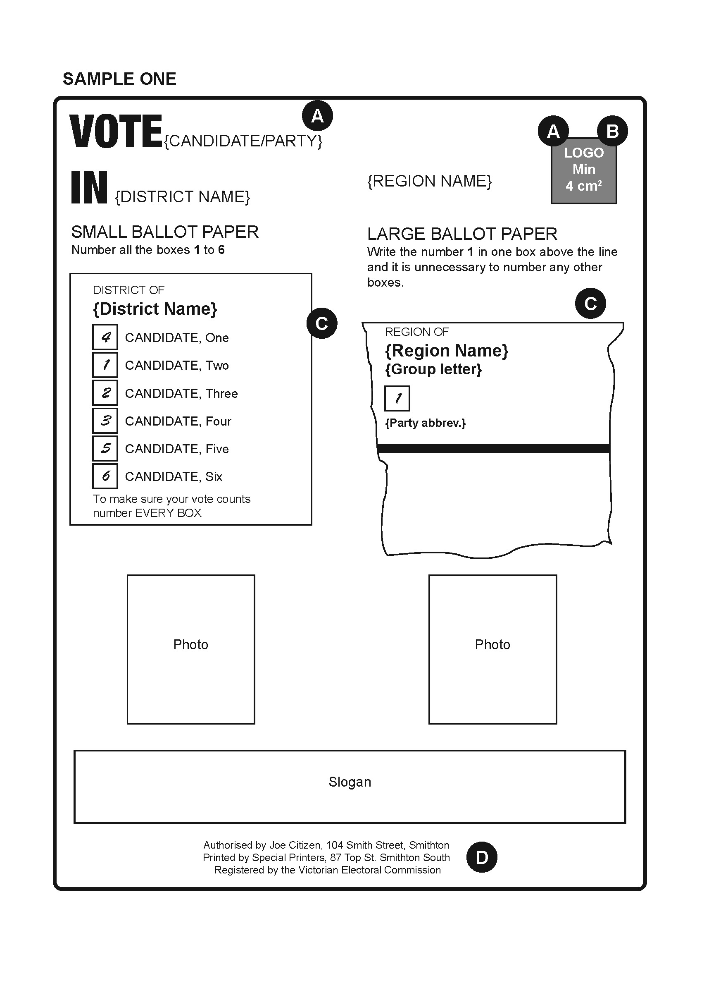 SAMPLE ONE
A
VOTE {CANDIDATE/PARTY}
A B
LOGO
Min
4 cm²
IN {DISTRICT NAME}
{REGION NAME}
SMALL BALLOT PAPER
Number all the boxes 1 to 6
DISTRICT OF
{District Name}
C
4 CANDIDATE, One
1 CANDIDATE, Two
2 CANDIDATE, Three
3 CANDIDATE, Four
5 CANDIDATE, Five
6 CANDIDATE, Six
To make sure your vote counts
number EVERY BOX
LARGE BALLOT PAPER
Write the number 1 in one box above the line
and it is unnecessary to number any other
boxes.
C
REGION OF
{Region Name}
{Group letter}
1
{Party abbrev.}
Photo
Photo
Slogan
Authorised by Joe Citizen, 104 Smith Street, Smithton
Printed by Special Printers, 87 Top St. Smithton South
Registered by the Victorian Electoral Commission
D